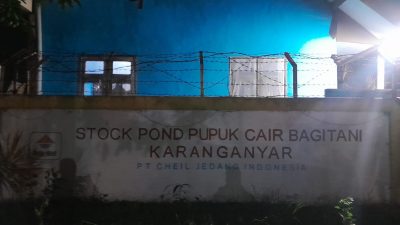 STOCK POND PUPUK CAIR BAGITANI
KARANGANYAR
PT CHEIL JEDANG INDONESIA